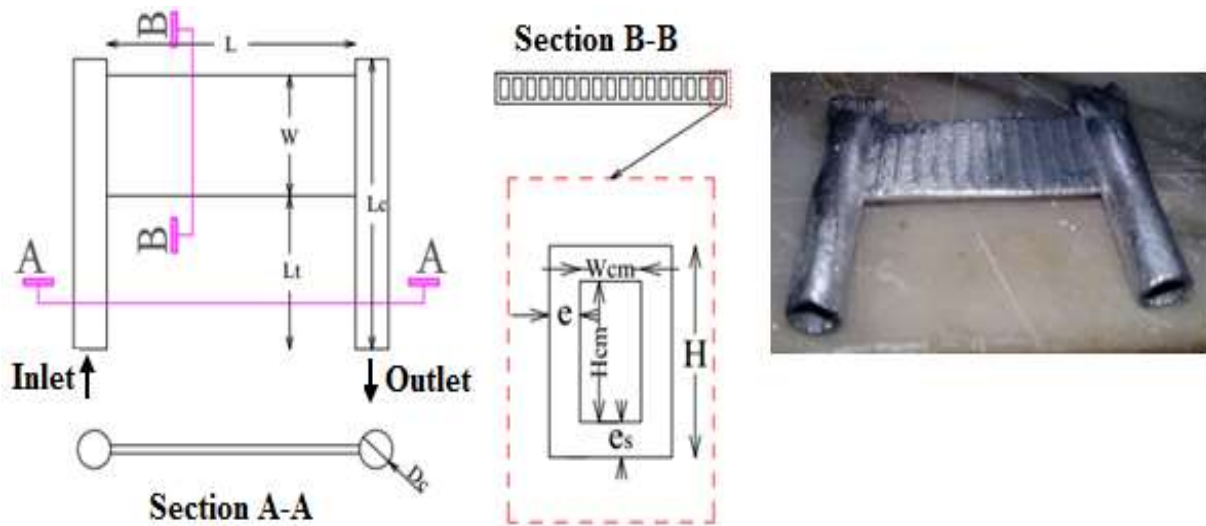 B
L
W
B
Lc
Lt
A
A
Inlet
Outlet
Dc
Section A-A
Section B-B
Wcm
e
Hcm
H
es